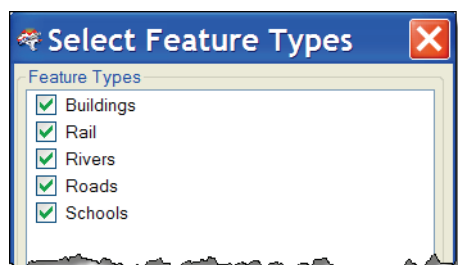 Select Feature Types
Feature Types
Buildings
Rail
Rivers
Roads
Schools